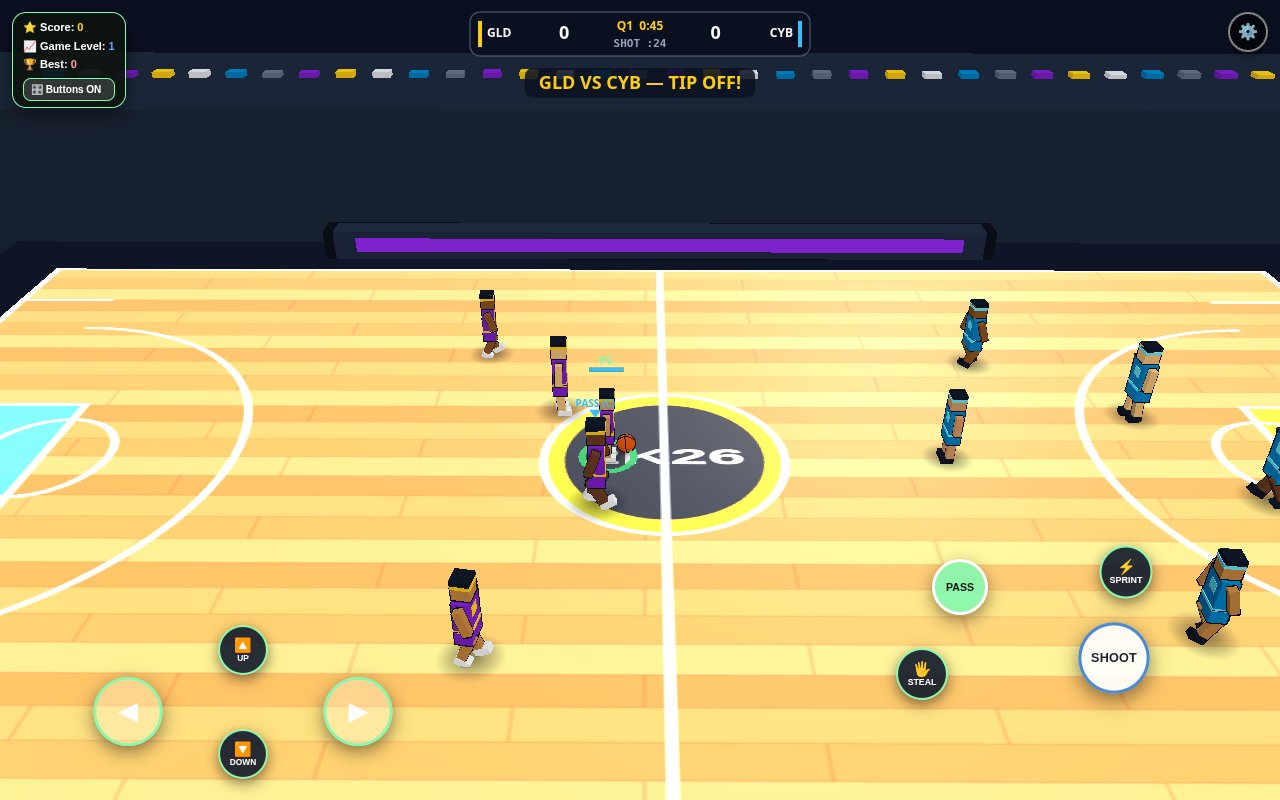 Score: 0
Game Level: 1
Best: 0
Buttons ON
GLD 0 Q1 0:45 0 CYB
SHOT :24
GLD VS CYB — TIP OFF!
PG
PASS
K26
UP
DOWN
PASS
SPRINT
STEAL
SHOOT